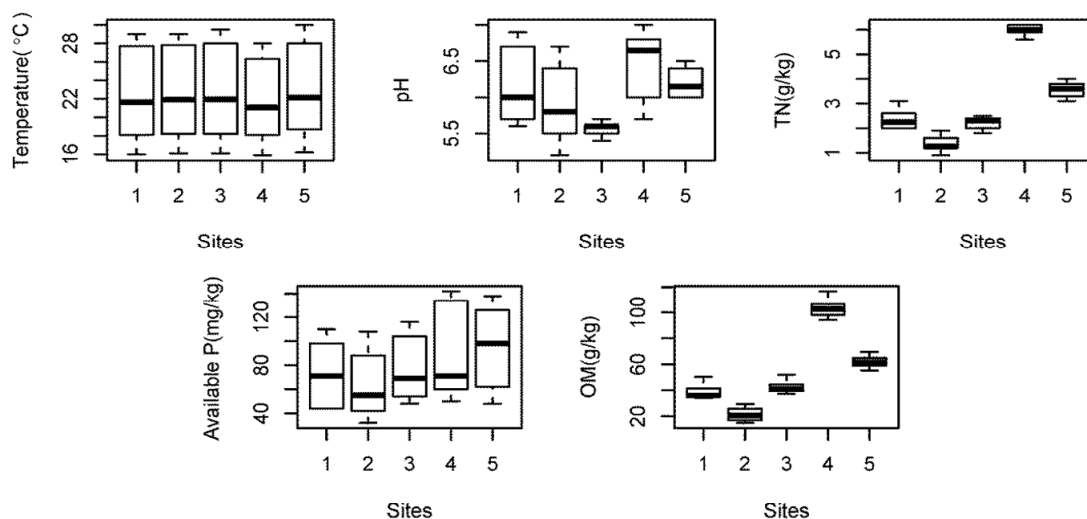 Temperature( °C )
28
22
16
1 2 3 4 5
Sites
pH
6.5
5.5
1 2 3 4 5
Sites
TN(g/kg)
5
3
1
1 2 3 4 5
Sites
Available P(mg/kg)
120
80
40
1 2 3 4 5
Sites
OM(g/kg)
100
60
20
1 2 3 4 5
Sites